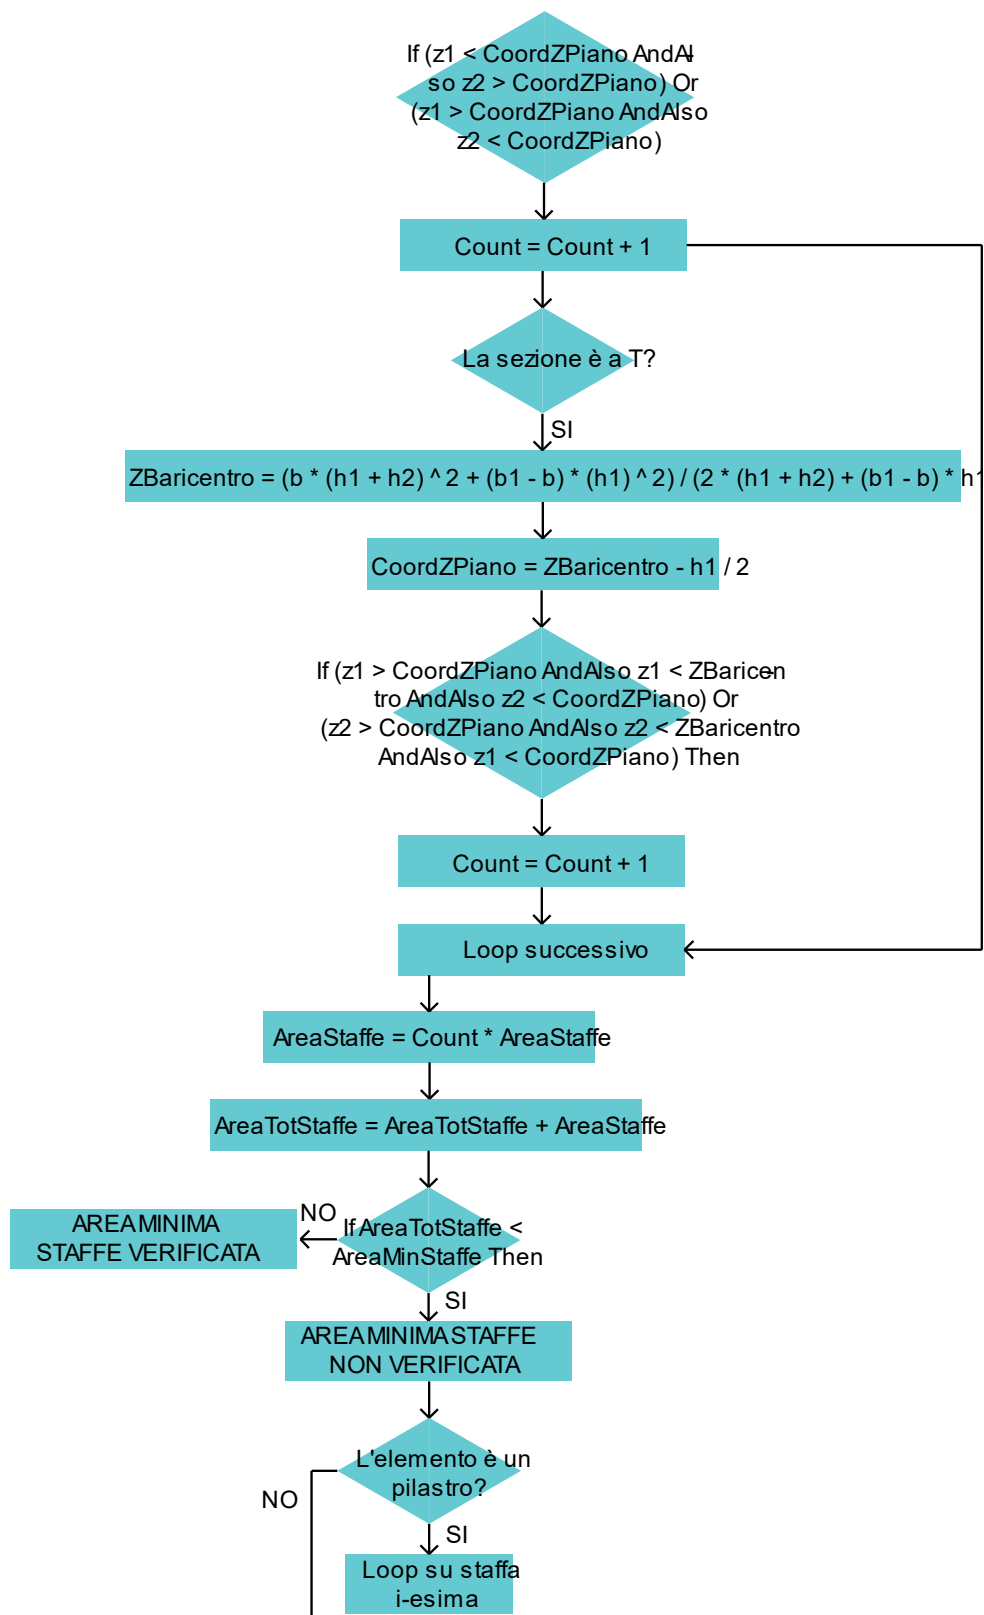 If (z1 < CoordZPiano AndAl-
so z2 > CoordZPiano) Or
(z1 > CoordZPiano AndAlso
z2 < CoordZPiano)
Count = Count + 1
La sezione è a T?
SI
ZBaricentro = (b * (h1 + h2) ^ 2 + (b1 - b) * (h1) ^ 2) / (2 * (h1 + h2) + (b1 - b) * h1
CoordZPiano = ZBaricentro - h1 / 2
If (z1 > CoordZPiano AndAlso z1 < ZBaricen-
tro AndAlso z2 < CoordZPiano) Or
(z2 > CoordZPiano AndAlso z2 < ZBaricentro
AndAlso z1 < CoordZPiano) Then
Count = Count + 1
Loop successivo
AreaStaffe = Count * AreaStaffe
AreaTotStaffe = AreaTotStaffe + AreaStaffe
NO
If AreaTotStaffe <
AreaMinStaffe Then
AREA MINIMA
STAFFE VERIFICATA
SI
AREA MINIMA STAFFE
NON VERIFICATA
L'elemento è un
pilastro?
NO
SI
Loop su staffa
i-esima